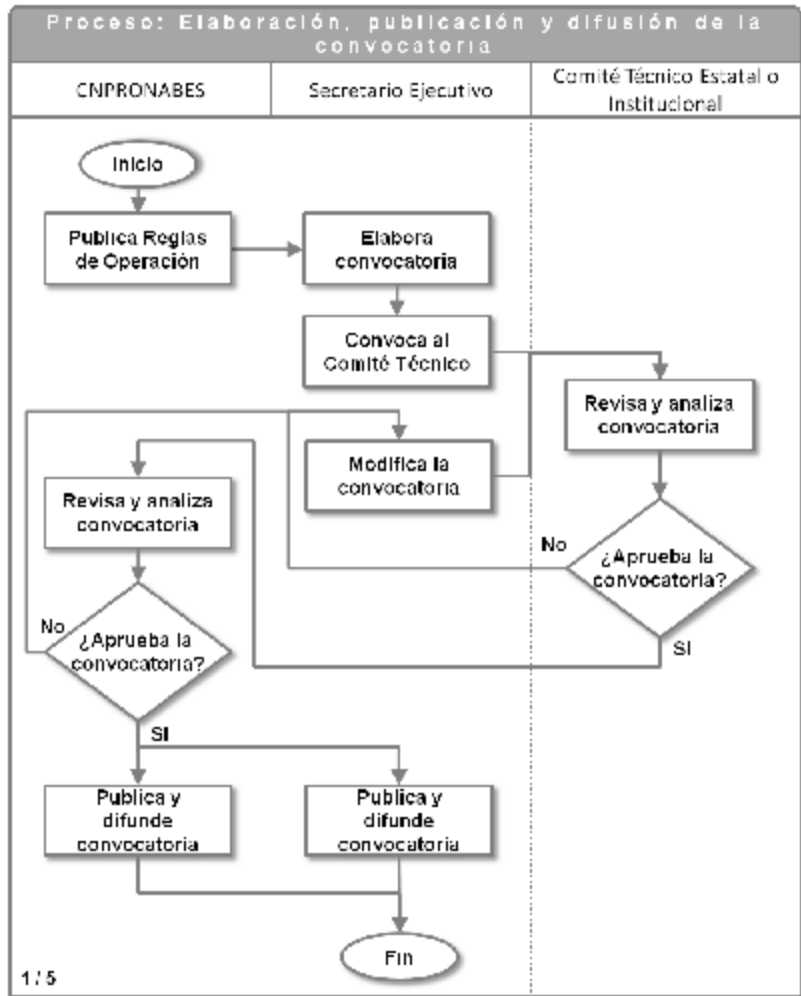 Proceso: Elaboración, publicación y difusión de la
convocatoria
CNPRONABES
Secretario Ejecutivo
Comité Técnico Estatal o
Institucional
Inicio
Publica Reglas
de Operación
Elabora
convocatoria
Convoca al
Comité Técnico
Revisa y analiza
convocatoria
Modifica la
convocatoria
Revisa y analiza
convocatoria
No
¿Aprueba la
convocatoria?
SI
No
¿Aprueba la
convocatoria?
SI
Publica y
difunde
convocatoria
Publica y
difunde
convocatoria
Fin
1 / 5